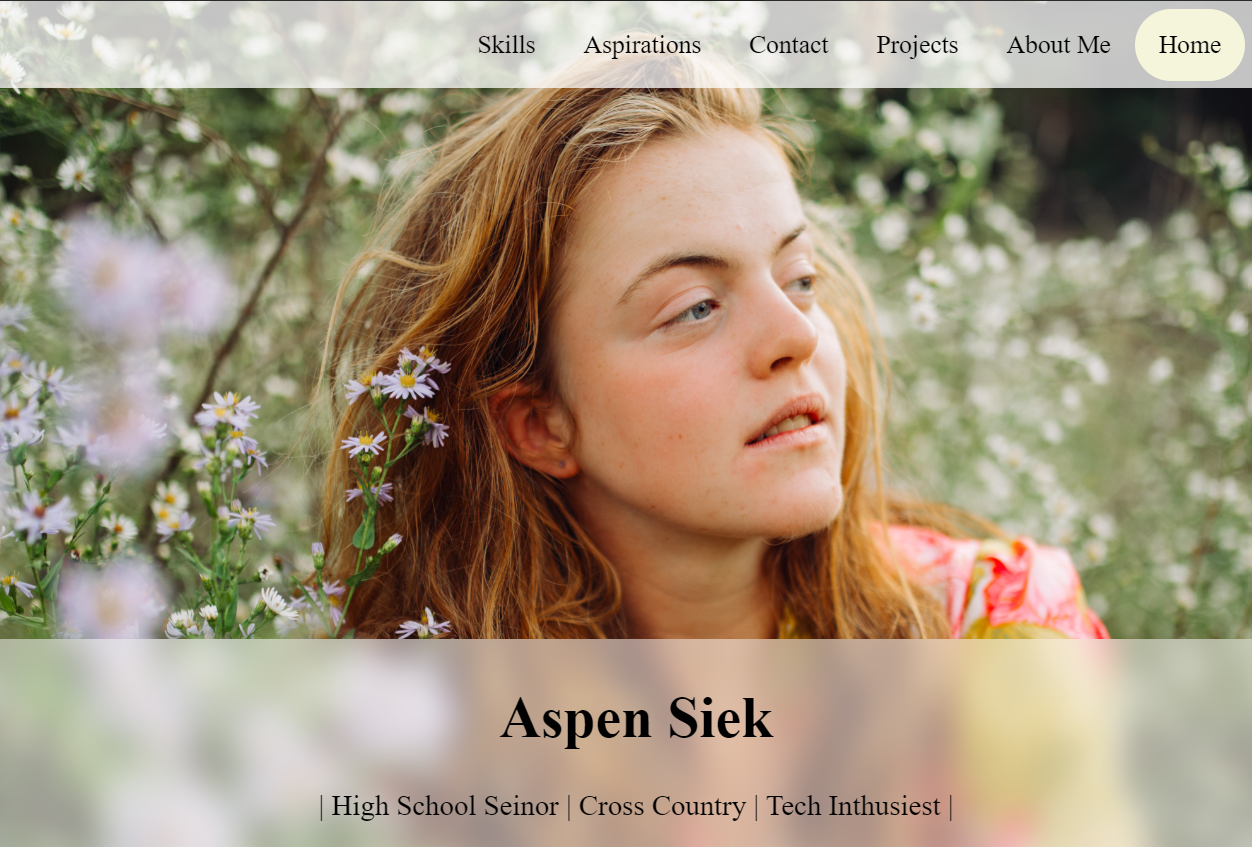 Skills Aspirations Contact Projects About Me Home
Aspen Siek
| High School Seinor | Cross Country | Tech Inthusiest |